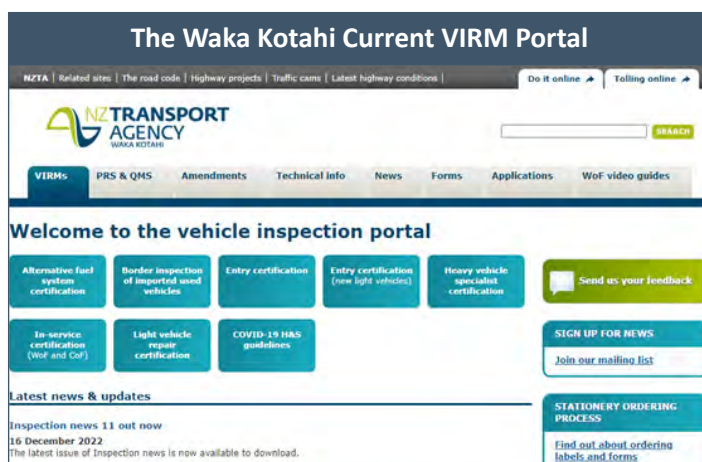 The Waka Kotahi Current VIRM Portal
NZTA | Related sites | The road code | Highway projects | Traffic cams | Latest highway conditions |
Do it online
Tolling online
NZ TRANSPORT
AGENCY
WAKA KOTAHI
SEARCH
VIRMs
PRS & QMS
Amendments
Technical info
News
Forms
Applications
WoF video guides
Welcome to the vehicle inspection portal
Alternative fuel
system
certification
Border inspection
of imported used
vehicles
Entry certification
Entry certification
(new light vehicles)
Heavy vehicle
specialist
certification
Send us your feedback
In-service
certification
(WoF and CoF)
Light vehicle
repair
certification
COVID-19 H&S
guidelines
SIGN UP FOR NEWS
Join our mailing list
Latest news & updates
Inspection news 11 out now
16 December 2022
The latest issue of Inspection news is now available to download.
STATIONERY ORDERING
PROCESS
Find out about ordering
labels and forms